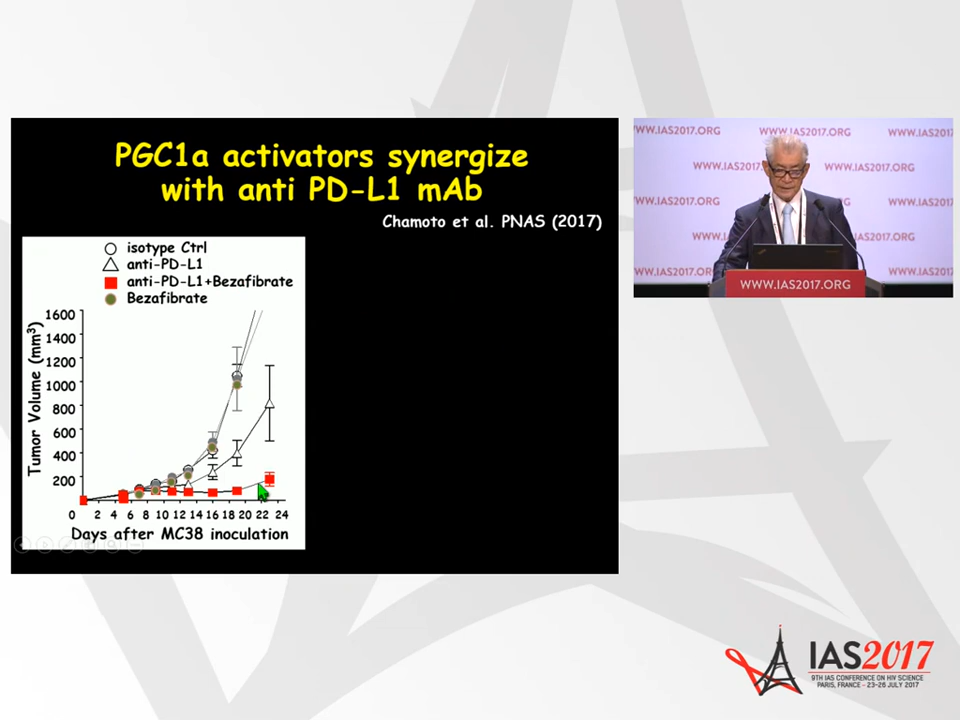 PGC1a activators synergize
with anti PD-L1 mAb
Chamoto et al. PNAS (2017)
isotype Ctrl
anti-PD-L1
anti-PD-L1+Bezafibrate
Bezafibrate
Tumor Volume (mm³)
1600
1400
1200
1000
800
600
400
200
0 2 4 6 8 10 12 14 16 18 20 22 24
Days after MC38 inoculation
WWW.IAS2017.ORG WWW.IAS2017.ORG WWW.IAS2017
WWW.IAS2017.ORG WWW.IAS2017.ORG
WWW.IAS2017.ORG WWW.IAS2017
WWW. AS2017.ORG
IAS2017.ORG WWW.IAS2017
WWW.IAS2017.ORG
IAS2017
9TH IAS CONFERENCE ON HIV SCIENCE
PARIS, FRANCE - 23-26 JULY 2017